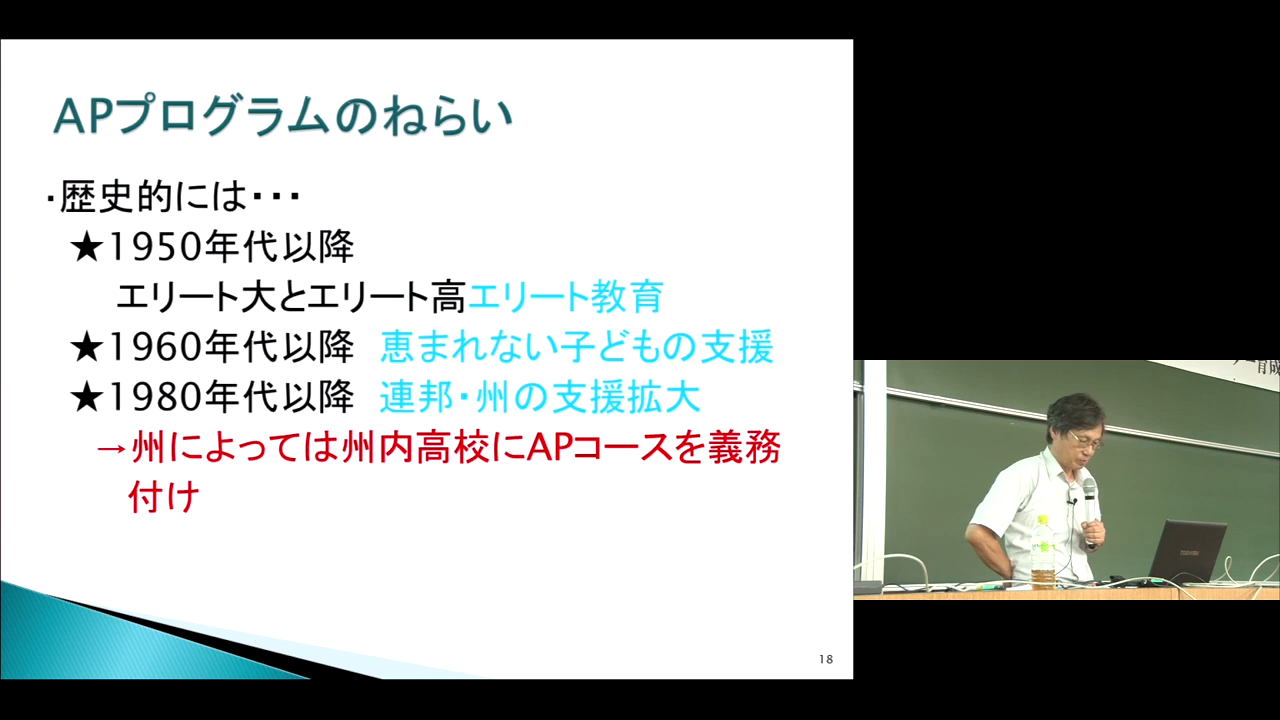 APプログラムのねらい
・歴史的には・・・
★1950年代以降
エリート大とエリート高エリート教育
★1960年代以降 恵まれない子どもの支援
★1980年代以降 連邦・州の支援拡大
→州によっては州内高校にAPコースを義務
付け
18
ー育成
TOSHIBA